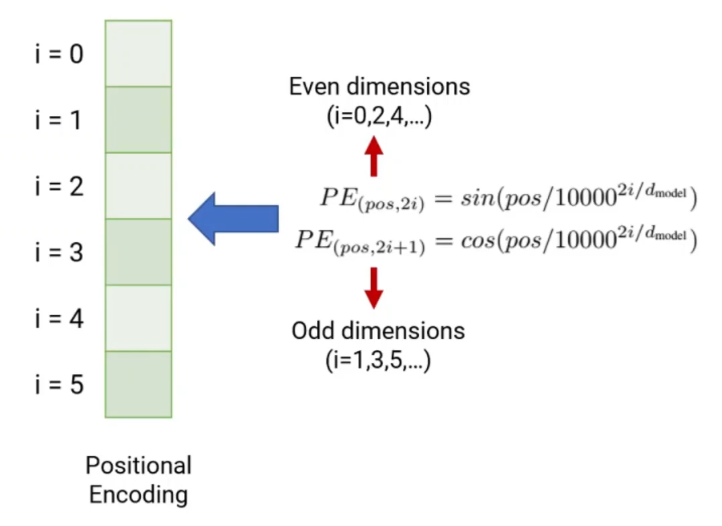 i = 0
i = 1
i = 2
i = 3
i = 4
i = 5
Positional
Encoding
Even dimensions
(i=0,2,4,...)
PE(pos,2i) = sin(pos/10000^2i/dmodel)
PE(pos,2i+1) = cos(pos/10000^2i/dmodel)
Odd dimensions
(i=1,3,5,...)